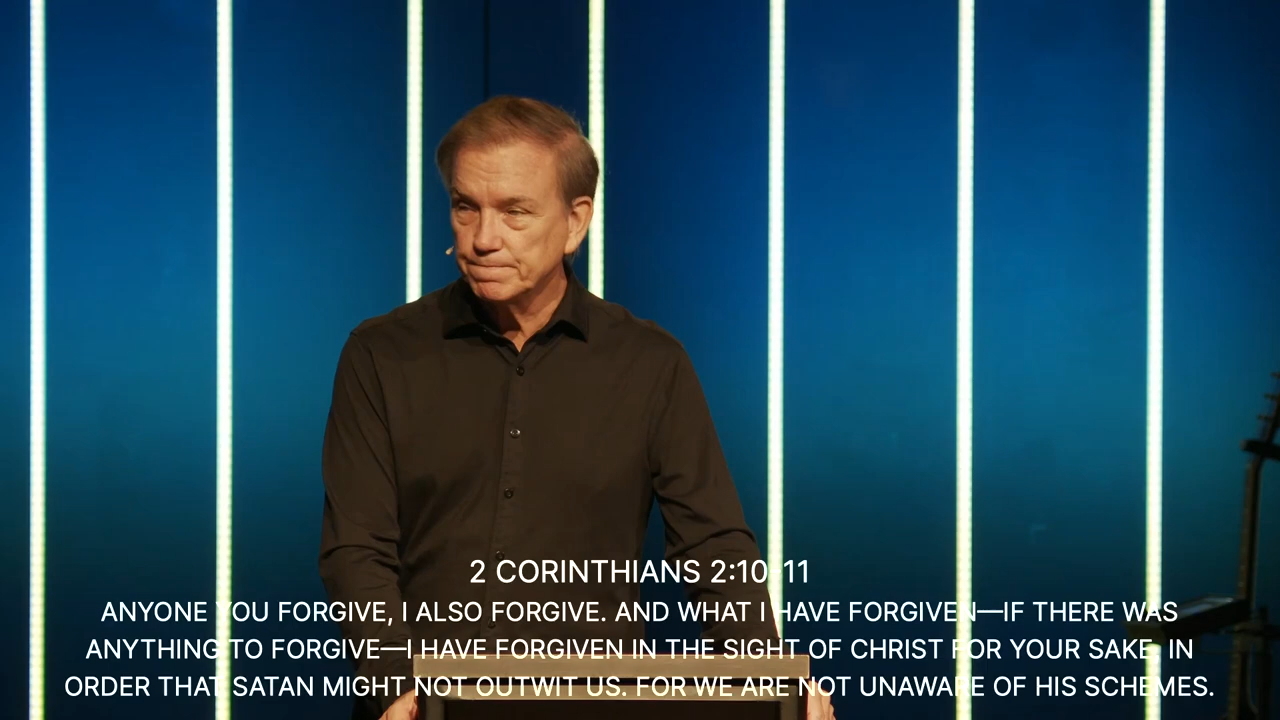 2 CORINTHIANS 2:10-11
ANYONE YOU FORGIVE, I ALSO FORGIVE. AND WHAT I HAVE FORGIVEN—IF THERE WAS
ANYTHING TO FORGIVE—I HAVE FORGIVEN IN THE SIGHT OF CHRIST FOR YOUR SAKE, IN
ORDER THAT SATAN MIGHT NOT OUTWIT US. FOR WE ARE NOT UNAWARE OF HIS SCHEMES.